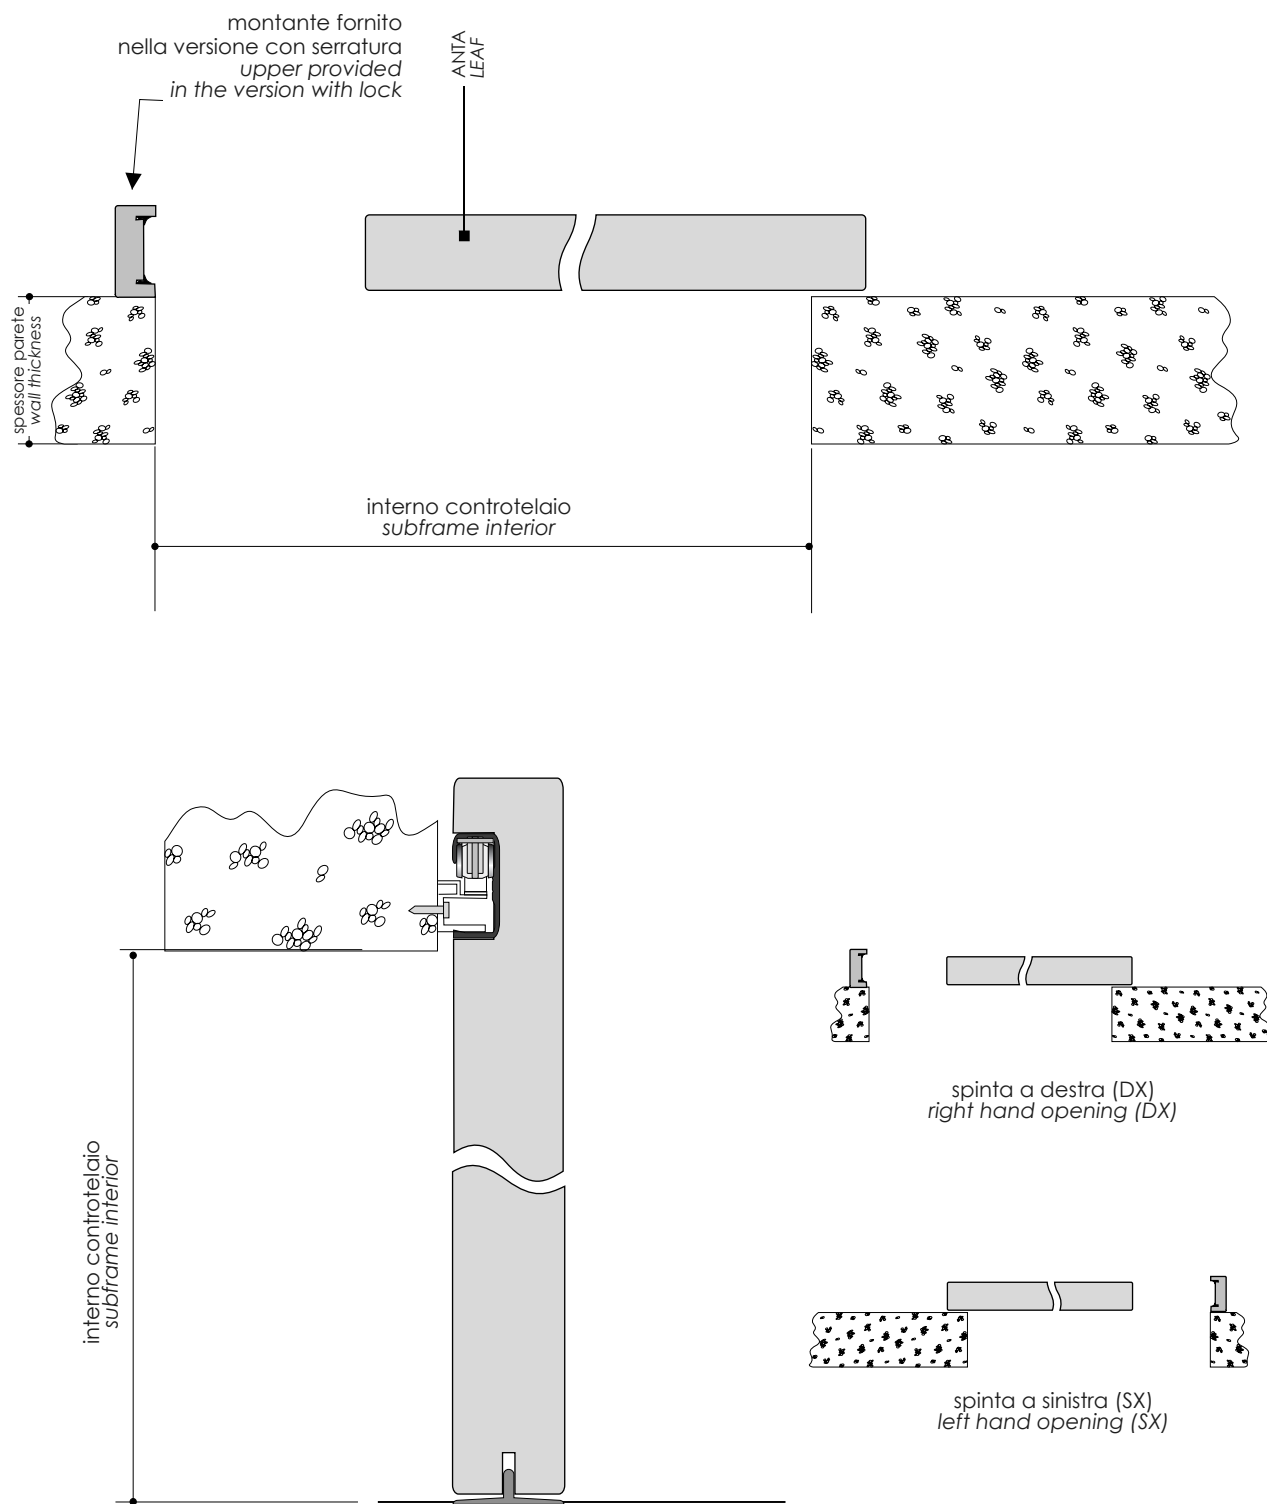 montante fornito
nella versione con serratura
upper provided
in the version with lock
ANTA
LEAF
spessore parete
wall thickness
interno controtelaio
subframe interior
interno controtelaio
subframe interior
spinta a destra (DX)
right hand opening (DX)
spinta a sinistra (SX)
left hand opening (SX)